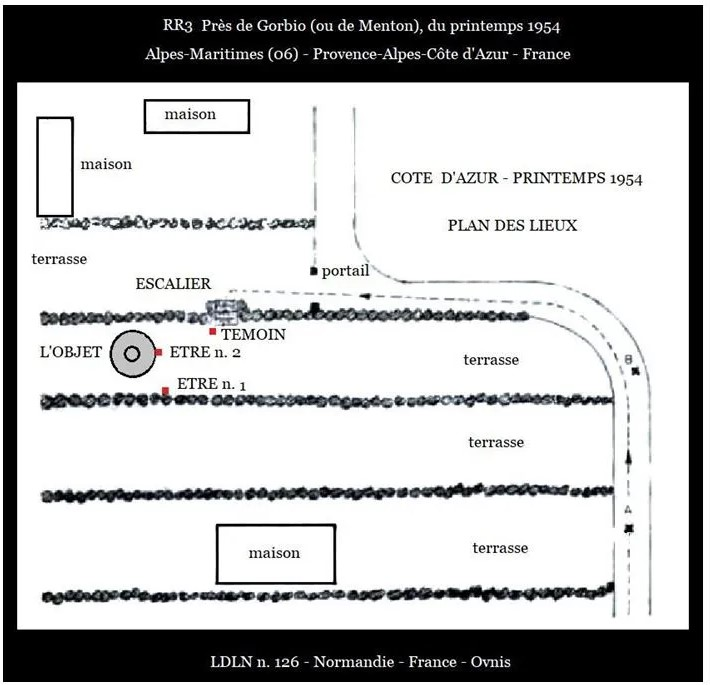 RR3 Près de Gorbio (ou de Menton), du printemps 1954
Alpes-Maritimes (06) - Provence-Alpes-Côte d'Azur - France
maison
maison
COTE D'AZUR - PRINTEMPS 1954
PLAN DES LIEUX
terrasse
portail
ESCALIER
TEMOIN
L'OBJET
ETRE n. 2
terrasse
B
ETRE n. 1
terrasse
A
maison
terrasse
LDLN n. 126 - Normandie - France - Ovnis